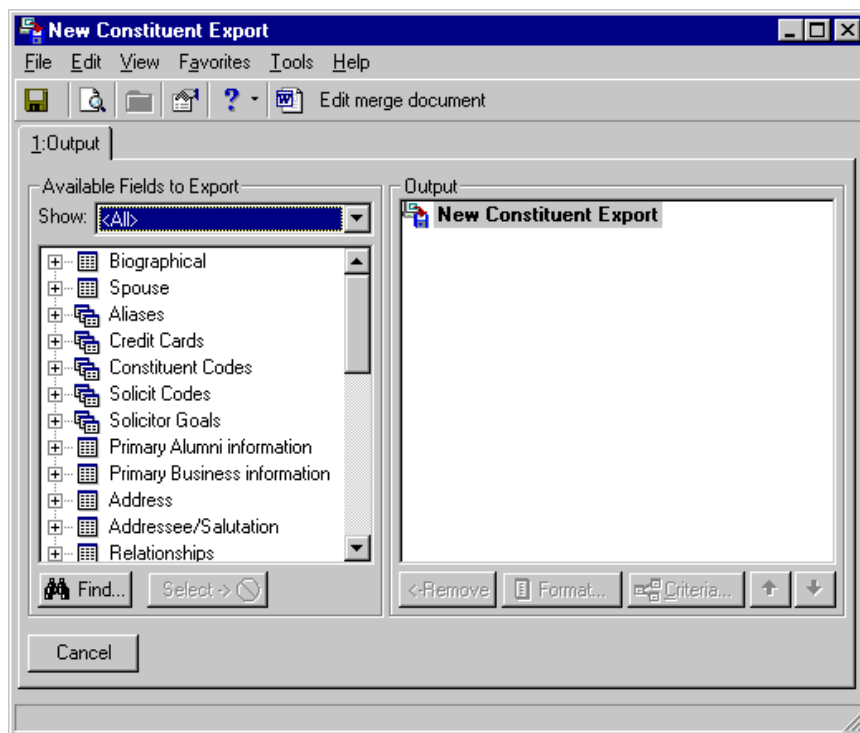 New Constituent Export
File Edit View Favorites Tools Help
? Edit merge document
1:Output
Available Fields to Export
Show: <All>
Biographical
Spouse
Aliases
Credit Cards
Constituent Codes
Solicit Codes
Solicitor Goals
Primary Alumni information
Primary Business information
Address
Addressee/Salutation
Relationships
Find... Select ->
Output
New Constituent Export
<-Remove Format... Criteria...
Cancel